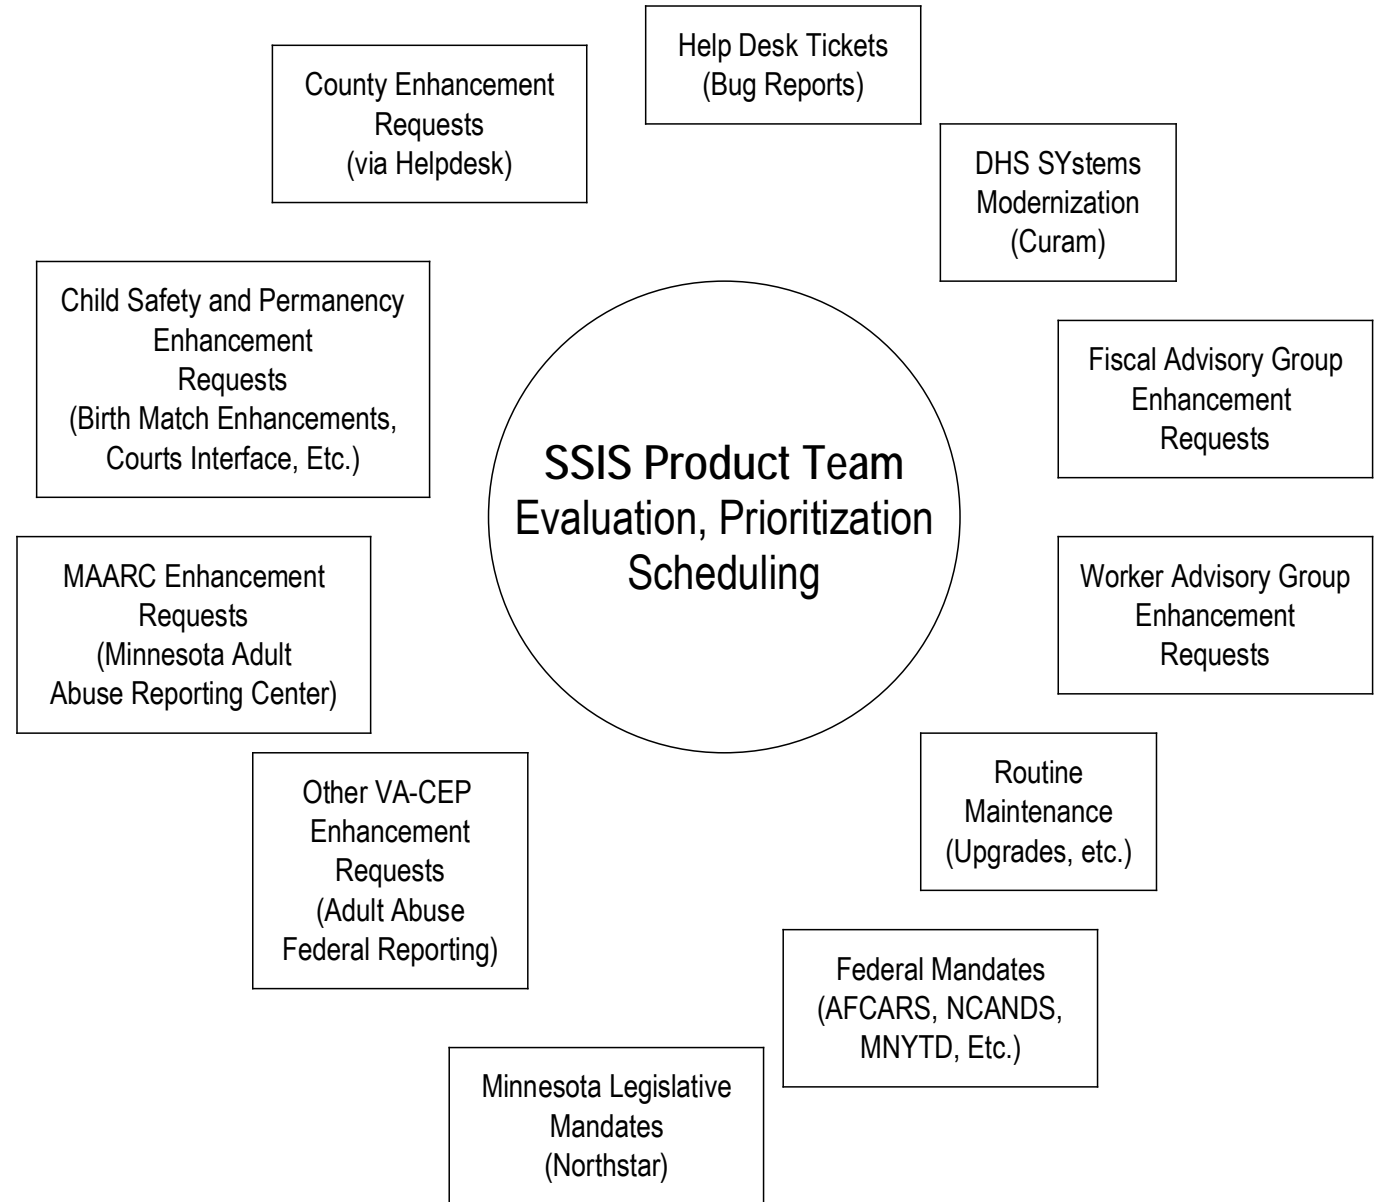 Help Desk Tickets
(Bug Reports)
County Enhancement
Requests
(via Helpdesk)
DHS SYstems
Modernization
(Curam)
Child Safety and Permanency
Enhancement
Requests
(Birth Match Enhancements,
Courts Interface, Etc.)
Fiscal Advisory Group
Enhancement
Requests
SSIS Product Team
Evaluation, Prioritization
Scheduling
MAARC Enhancement
Requests
(Minnesota Adult
Abuse Reporting Center)
Worker Advisory Group
Enhancement
Requests
Other VA-CEP
Enhancement
Requests
(Adult Abuse
Federal Reporting)
Routine
Maintenance
(Upgrades, etc.)
Federal Mandates
(AFCARS, NCANDS,
MNYTD, Etc.)
Minnesota Legislative
Mandates
(Northstar)